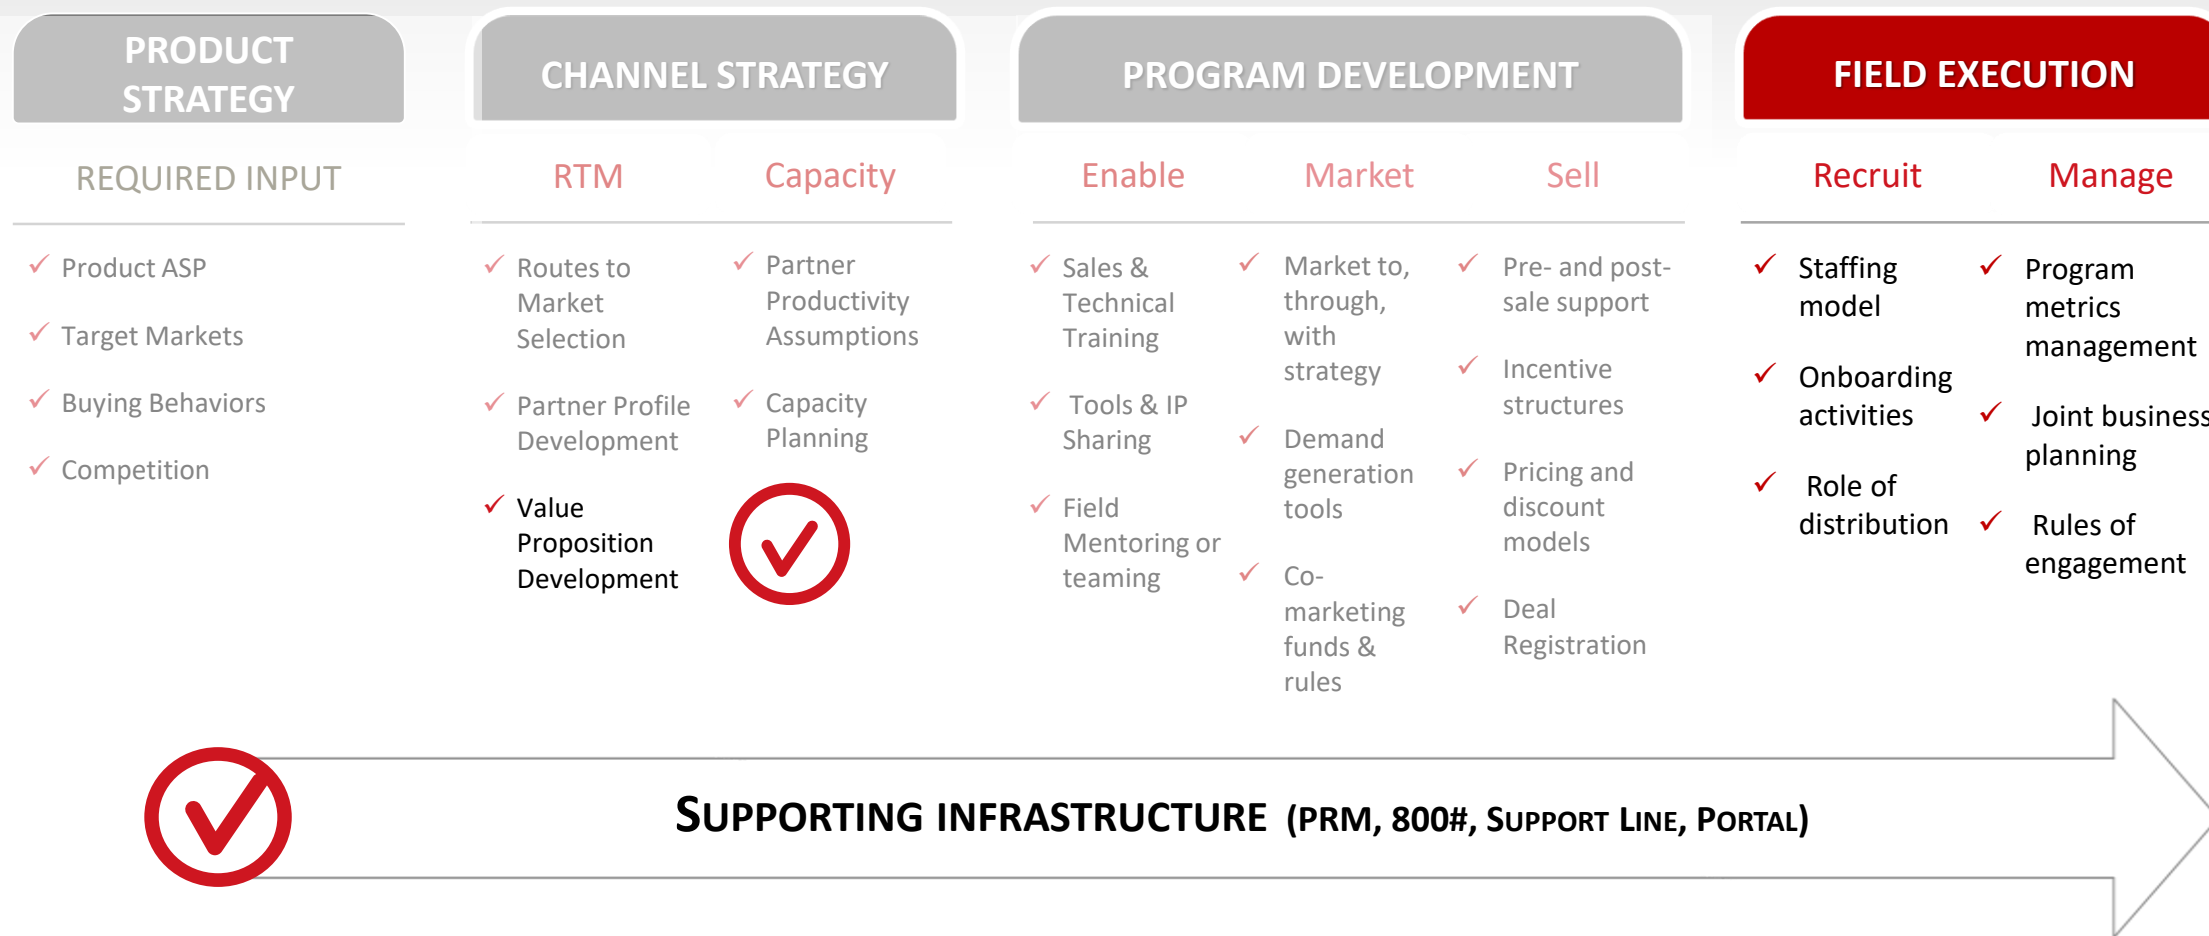 PRODUCT
STRATEGY
REQUIRED INPUT
Product ASP
Target Markets
Buying Behaviors
Competition
CHANNEL STRATEGY
RTM
Routes to
Market
Selection
Partner Profile
Development
Value
Proposition
Development
Capacity
Partner
Productivity
Assumptions
Capacity
Planning
PROGRAM DEVELOPMENT
Enable
Sales &
Technical
Training
Tools & IP
Sharing
Field
Mentoring or
teaming
Market
Market to,
through,
with
strategy
Demand
generation
tools
Co-
marketing
funds &
rules
Sell
Pre- and post-
sale support
Incentive
structures
Pricing and
discount
models
Deal
Registration
FIELD EXECUTION
Recruit
Staffing
model
Onboarding
activities
Role of
distribution
Manage
Program
metrics
management
Joint business
planning
Rules of
engagement
SUPPORTING INFRASTRUCTURE (PRM, 800#, SUPPORT LINE, PORTAL)